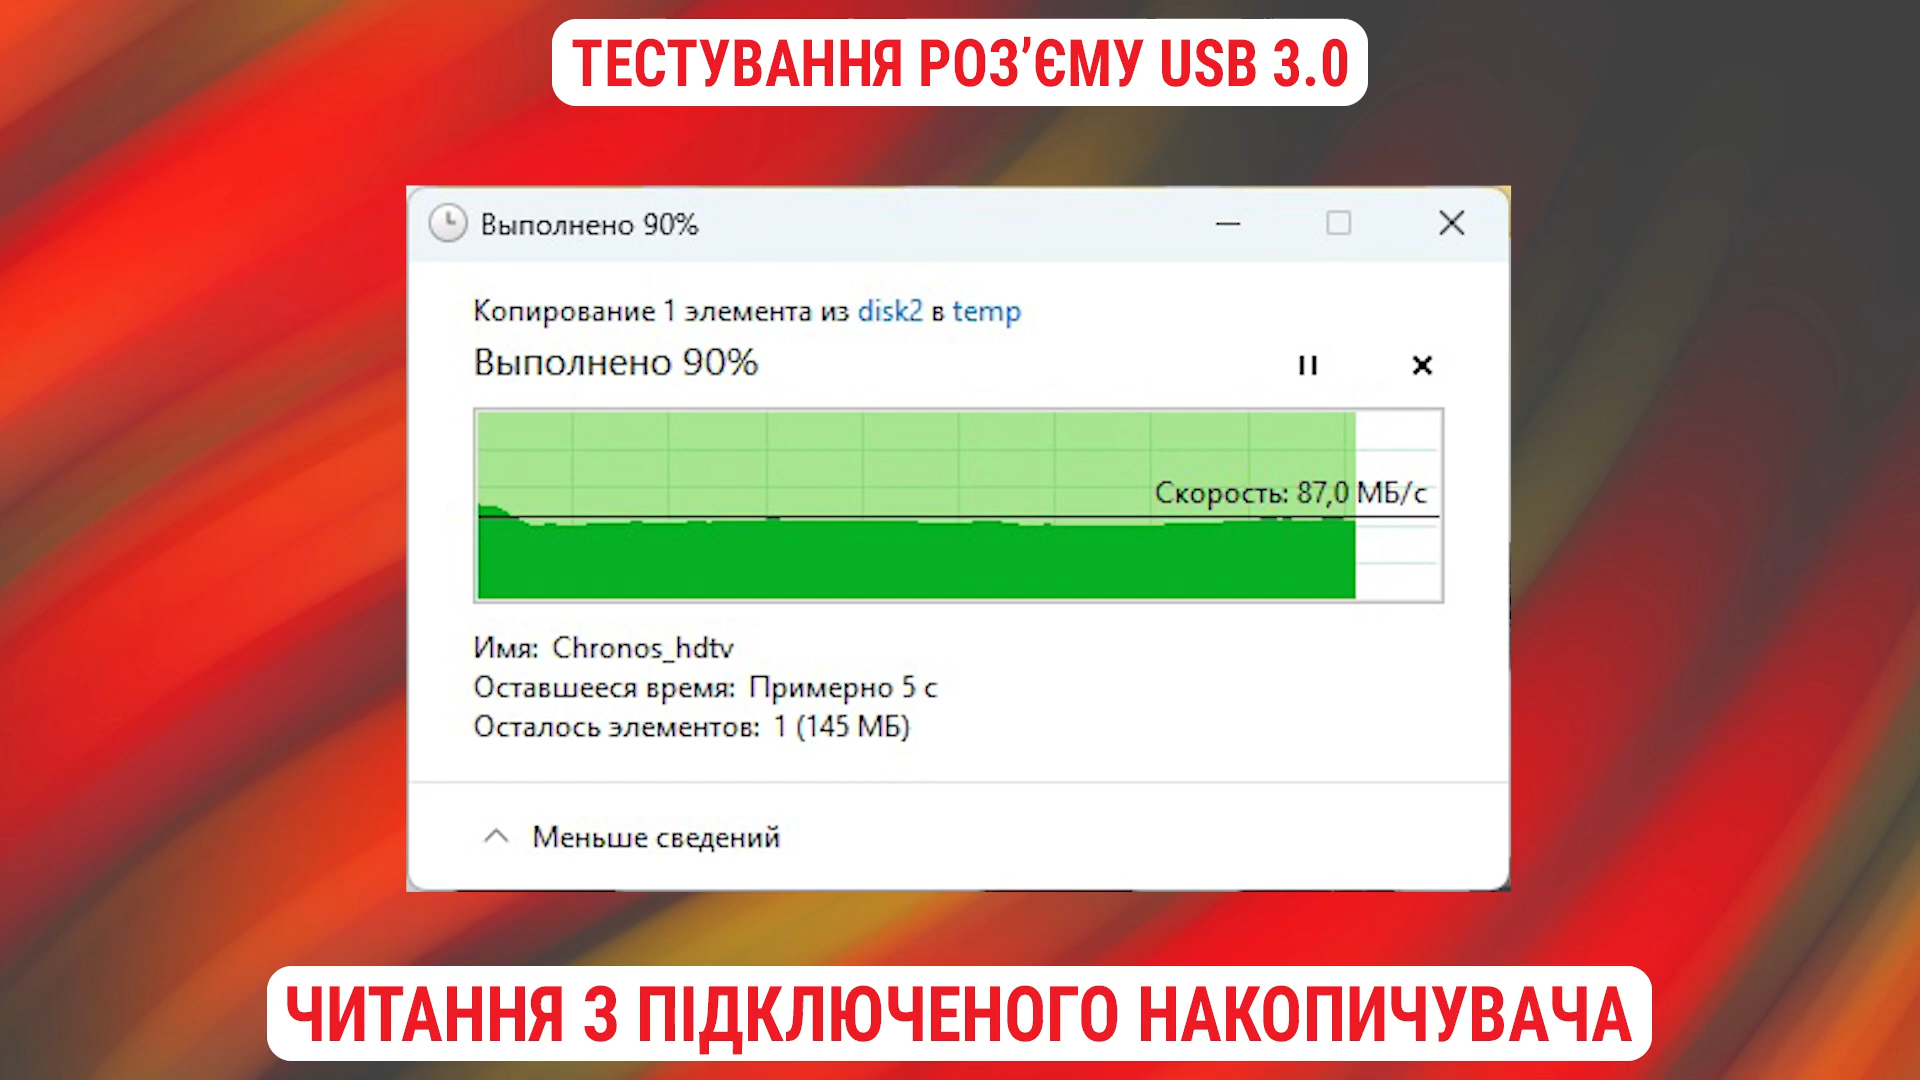 ТЕСТУВАННЯ РОЗ’ЄМУ USB 3.0
Выполнено 90%
Копирование 1 элемента из disk2 в temp
Выполнено 90%
Скорость: 87,0 МБ/с
Имя: Chronos_hdtv
Оставшееся время: Примерно 5 с
Осталось элементов: 1 (145 МБ)
Меньше сведений
ЧИТАННЯ З ПІДКЛЮЧЕНОГО НАКОПИЧУВАЧА